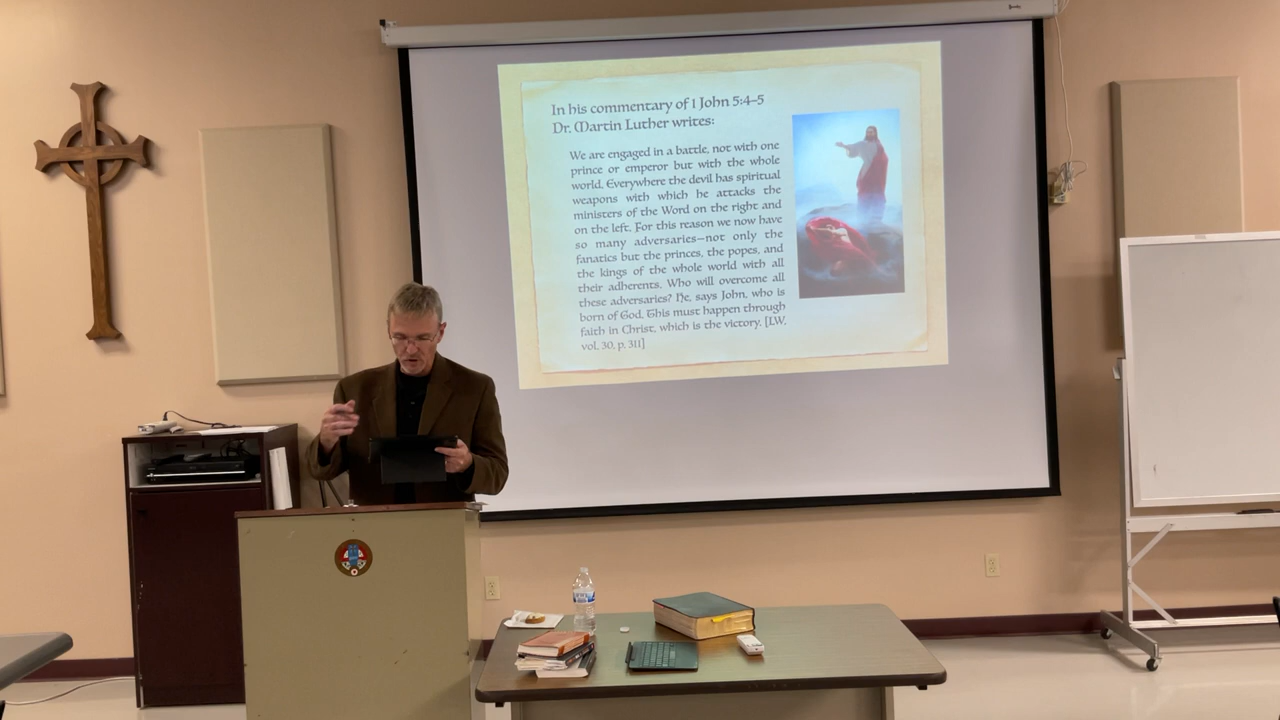 In his commentary of 1 John 5:4–5
Dr. Martin Luther writes:
We are engaged in a battle, not with one
prince or emperor but with the whole
world. Everywhere the devil has spiritual
weapons with which he attacks the
ministers of the Word on the right and
on the left. For this reason we now have
so many adversaries—not only the
fanatics but the princes, the popes, and
the kings of the whole world with all
their adherents. Who will overcome all
these adversaries? He, says John, who is
born of God. This must happen through
faith in Christ, which is the victory. [LW,
vol. 30, p. 311]